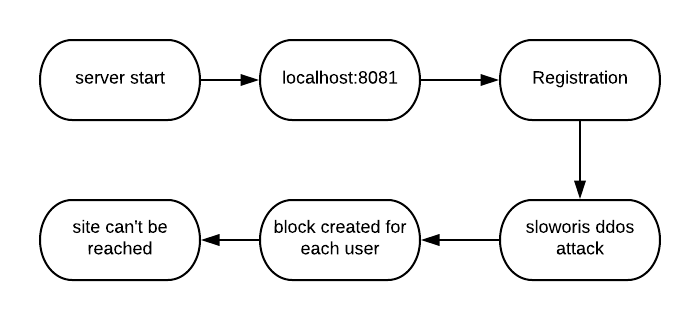 server start
localhost:8081
Registration
sloworis ddos
attack
block created for
each user
site can't be
reached